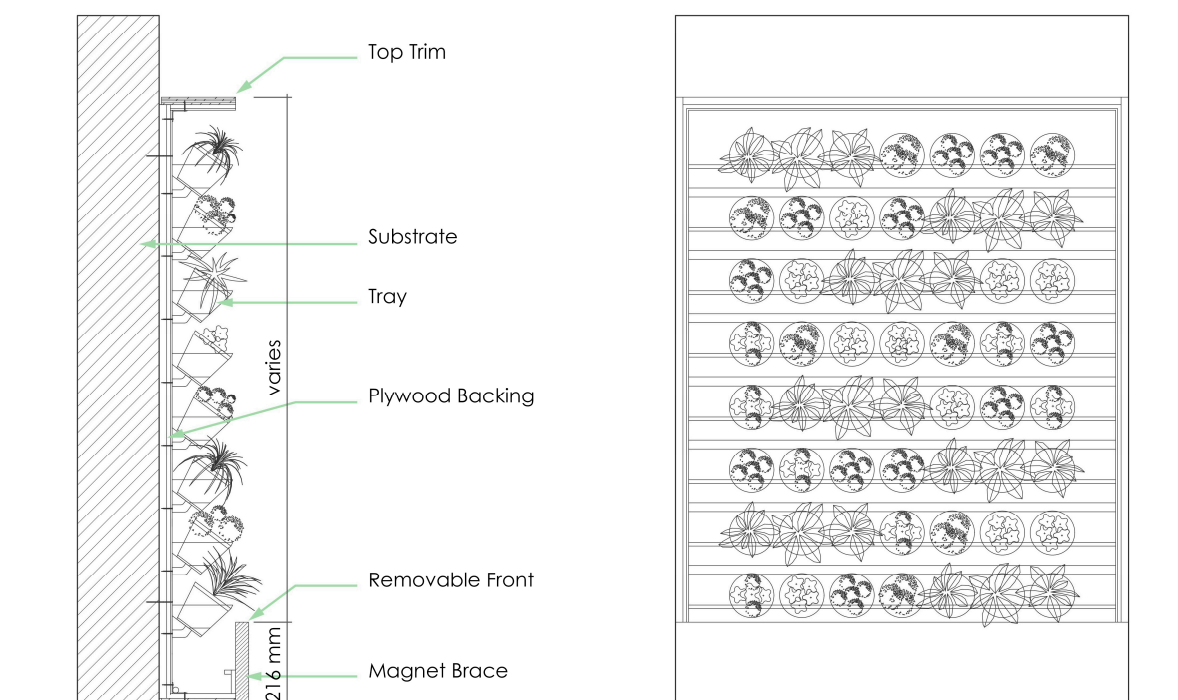 Top Trim
Substrate
Tray
varies
Plywood Backing
Removable Front
216 mm
Magnet Brace